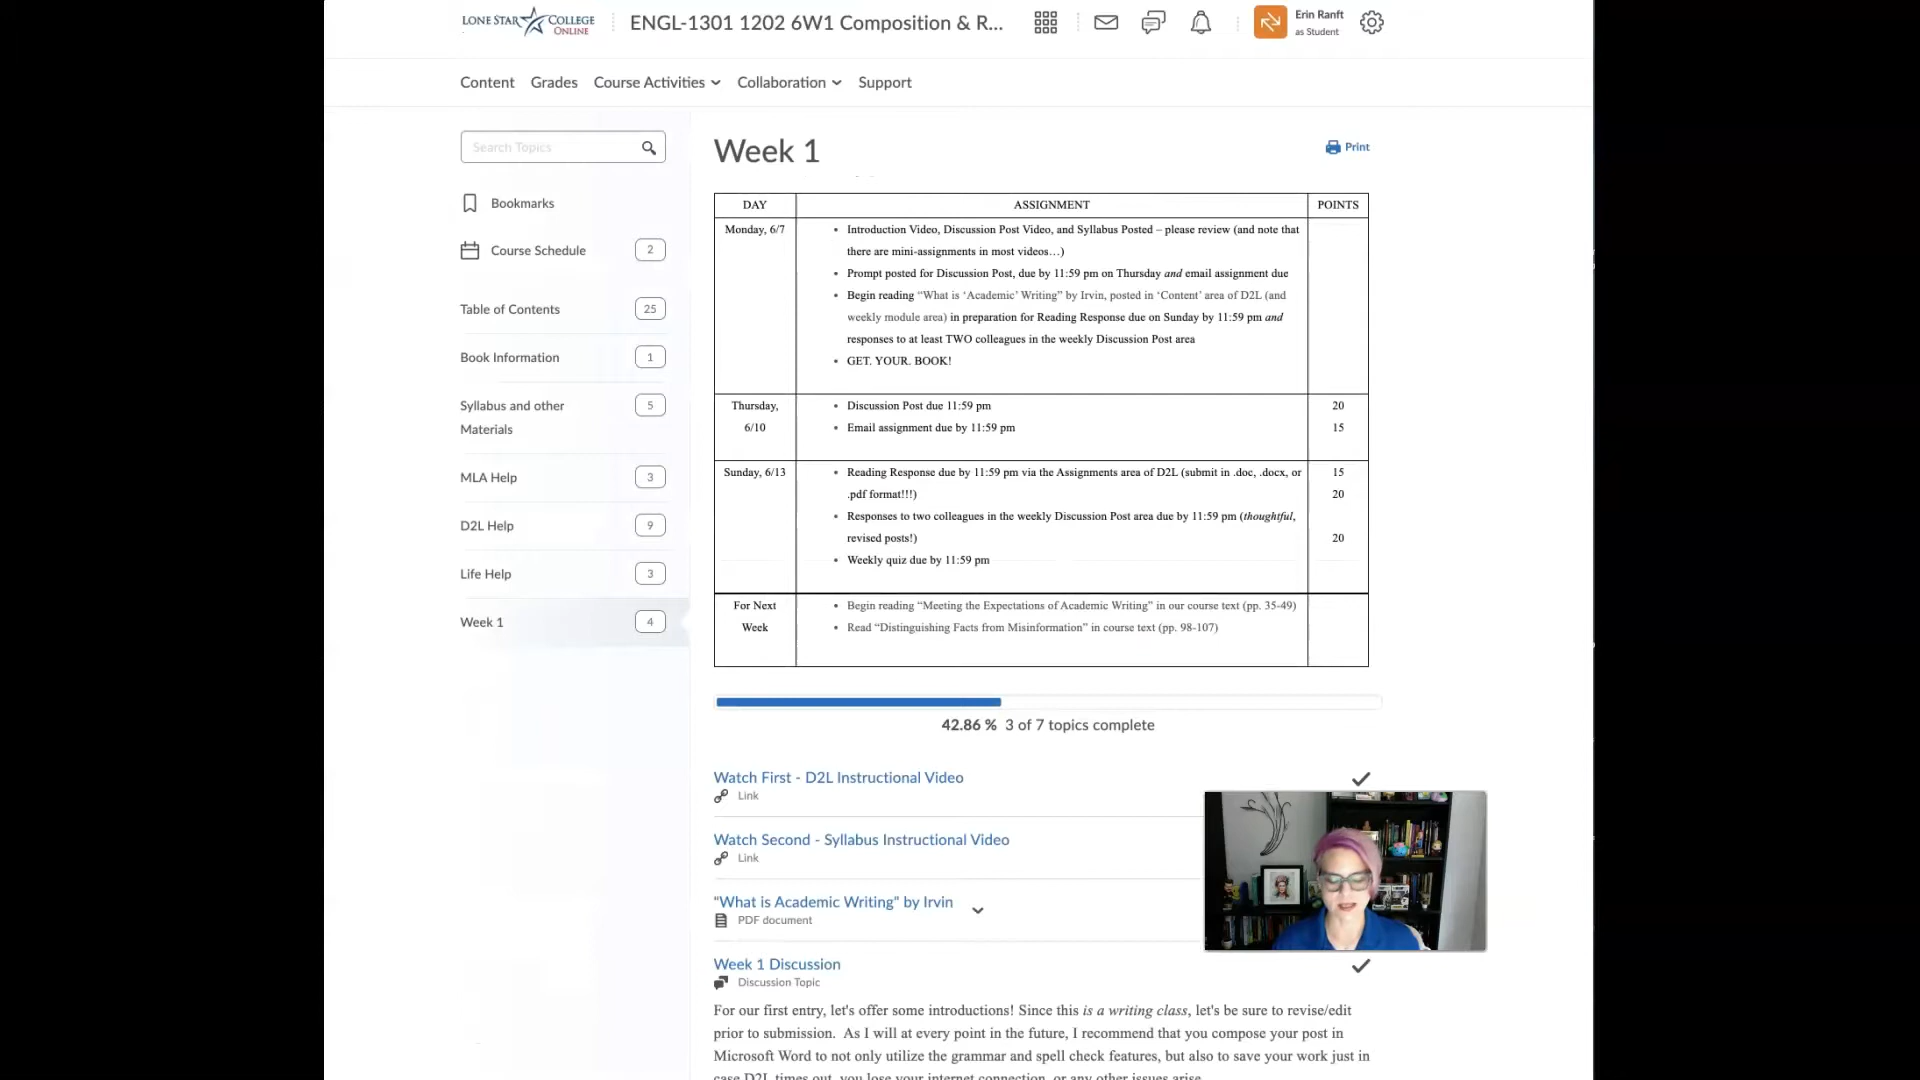 LONE STAR COLLEGE
ONLINE
ENGL-1301 1202 6W1 Composition & R...
Erin Ranft
as Student
Content Grades Course Activities Collaboration Support
Search Topics
Bookmarks
Course Schedule 2
Table of Contents 25
Book Information 1
Syllabus and other 5
Materials
MLA Help 3
D2L Help 9
Life Help 3
Week 1 4
Week 1
Print
DAY ASSIGNMENT POINTS
Monday, 6/7 • Introduction Video, Discussion Post Video, and Syllabus Posted – please review (and note that
there are mini-assignments in most videos…)
• Prompt posted for Discussion Post, due by 11:59 pm on Thursday and email assignment due
• Begin reading “What is ‘Academic’ Writing” by Irvin, posted in ‘Content’ area of D2L (and
weekly module area) in preparation for Reading Response due on Sunday by 11:59 pm and
responses to at least TWO colleagues in the weekly Discussion Post area
• GET. YOUR. BOOK!
Thursday, • Discussion Post due 11:59 pm 20
6/10 • Email assignment due by 11:59 pm 15
Sunday, 6/13 • Reading Response due by 11:59 pm via the Assignments area of D2L (submit in .doc, .docx, or 15
.pdf format!!!) 20
• Responses to two colleagues in the weekly Discussion Post area due by 11:59 pm (thoughtful,
revised posts!) 20
• Weekly quiz due by 11:59 pm
For Next • Begin reading “Meeting the Expectations of Academic Writing” in our course text (pp. 35-49)
Week • Read “Distinguishing Facts from Misinformation” in course text (pp. 98-107)
42.86 % 3 of 7 topics complete
Watch First - D2L Instructional Video
Link
Watch Second - Syllabus Instructional Video
Link
"What is Academic Writing" by Irvin
PDF document
Week 1 Discussion
Discussion Topic
For our first entry, let's offer some introductions! Since this is a writing class, let's be sure to revise/edit
prior to submission. As I will at every point in the future, I recommend that you compose your post in
Microsoft Word to not only utilize the grammar and spell check features, but also to save your work just in
case D2L times out, you lose your internet connection, or any other issues arise.